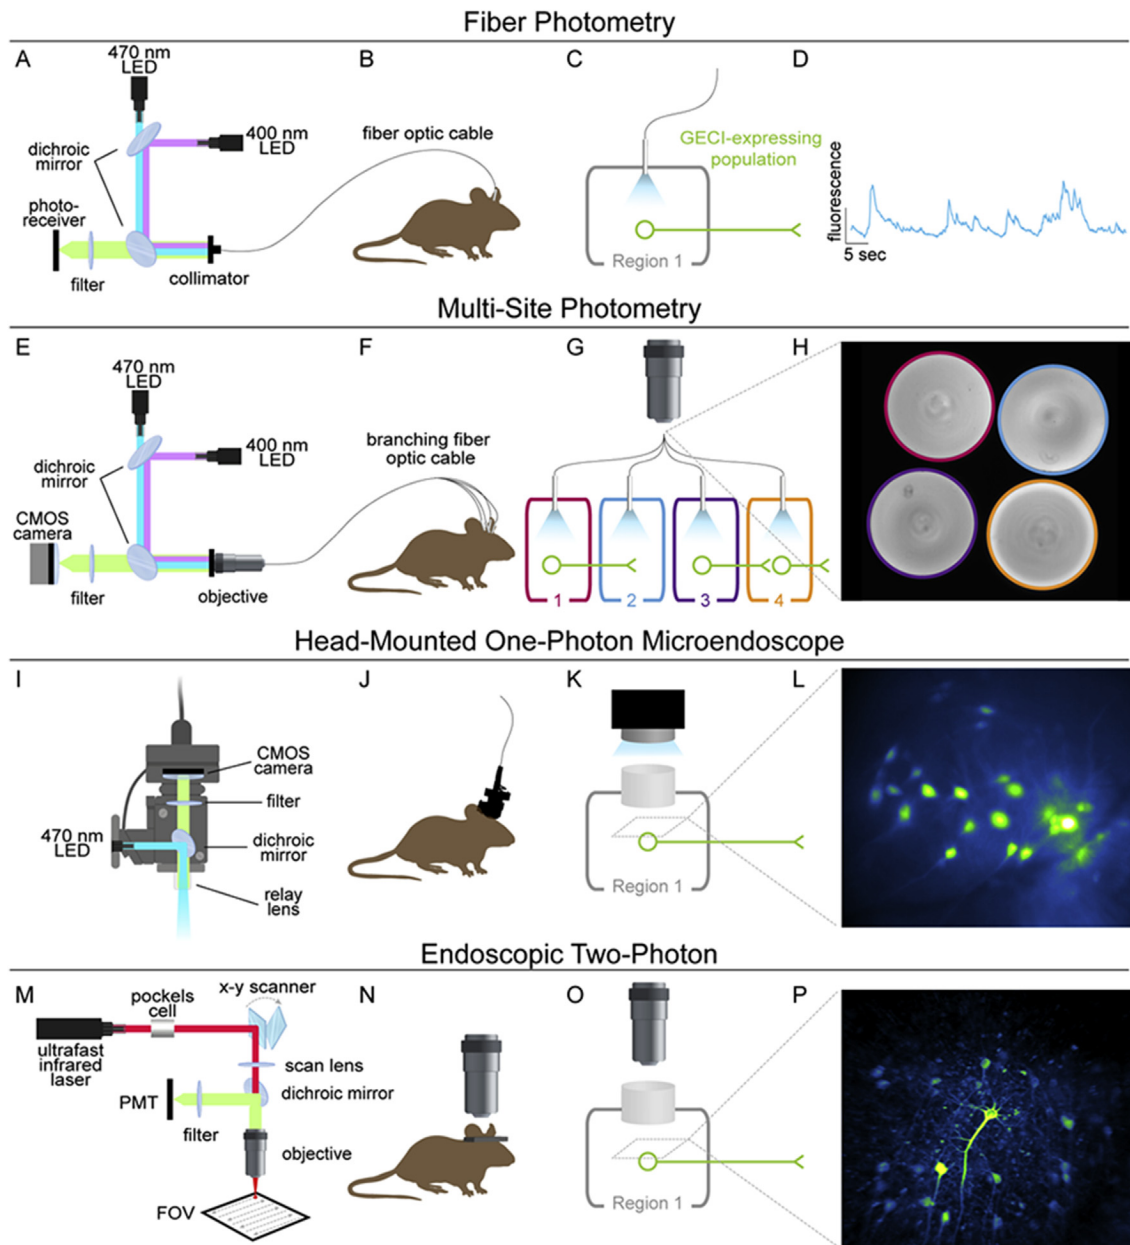 Fiber Photometry
A
470 nm
LED
400 nm
LED
dichroic
mirror
photo-
receiver
filter
collimator
B
fiber optic cable
C
GECI-expressing
population
Region 1
D
fluorescence
5 sec
Multi-Site Photometry
E
470 nm
LED
400 nm
LED
dichroic
mirror
CMOS
camera
filter
objective
F
branching fiber
optic cable
G
1
2
3
4
H
Head-Mounted One-Photon Microendoscope
I
CMOS
camera
filter
470 nm
LED
dichroic
mirror
relay
lens
J
K
Region 1
L
Endoscopic Two-Photon
M
pockels
cell
x-y scanner
ultrafast
infrared
laser
scan lens
dichroic mirror
PMT
filter
objective
FOV
N
O
Region 1
P